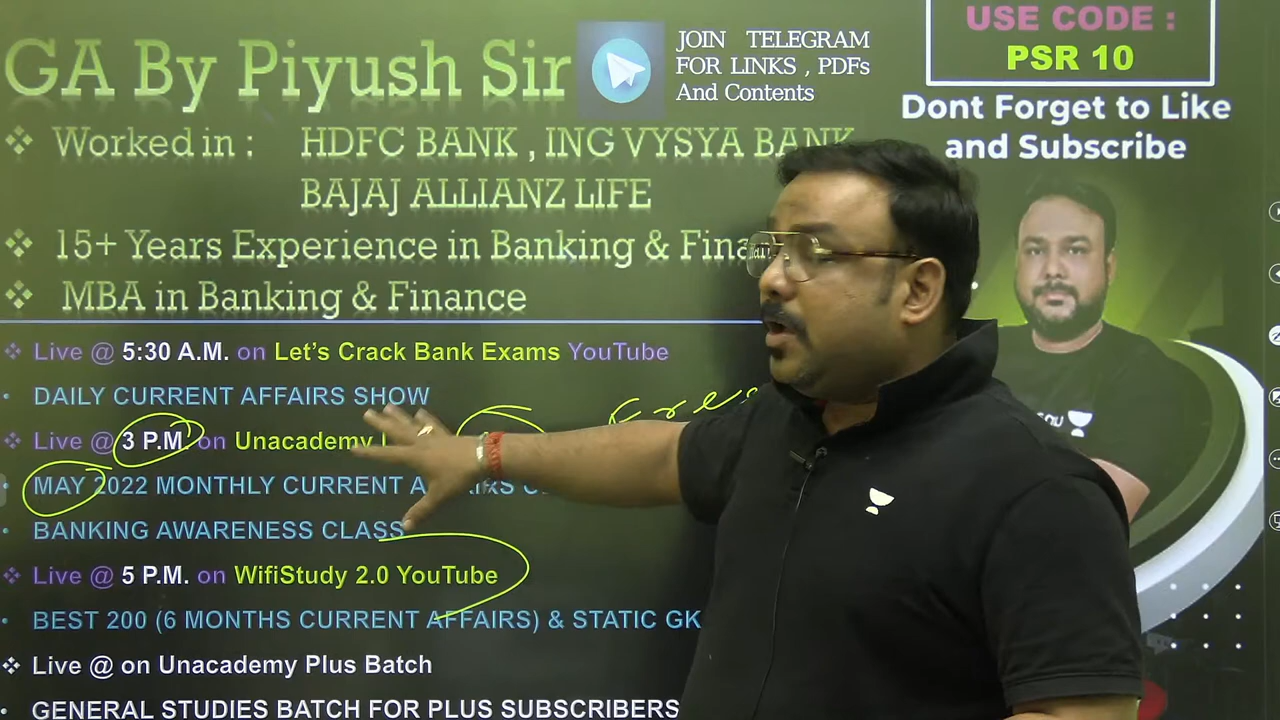 GA By Piyush Sir
JOIN TELEGRAM
FOR LINKS , PDFs
And Contents
USE CODE :
PSR 10
Dont Forget to Like
and Subscribe
❖ Worked in : HDFC BANK , ING VYSYA BANK
BAJAJ ALLIANZ LIFE
❖ 15+ Years Experience in Banking &
❖ MBA in Banking & Finance
❖ Live @ 5:30 A.M. on Let's Crack Bank Exams YouTube
• DAILY CURRENT AFFAIRS SHOW
❖ Live @ 3 P.M. on Unacademy
Free
• MAY 2022 MONTHLY CURRENT
• BANKING AWARENESS CLASS
❖ Live @ 5 P.M. on WifiStudy 2.0 YouTube
• BEST 200 (6 MONTHS CURRENT AFFAIRS) & STATIC GK
❖ Live @ on Unacademy Plus Batch
• GENERAL STUDIES BATCH FOR PLUS SUBSCRIBERS